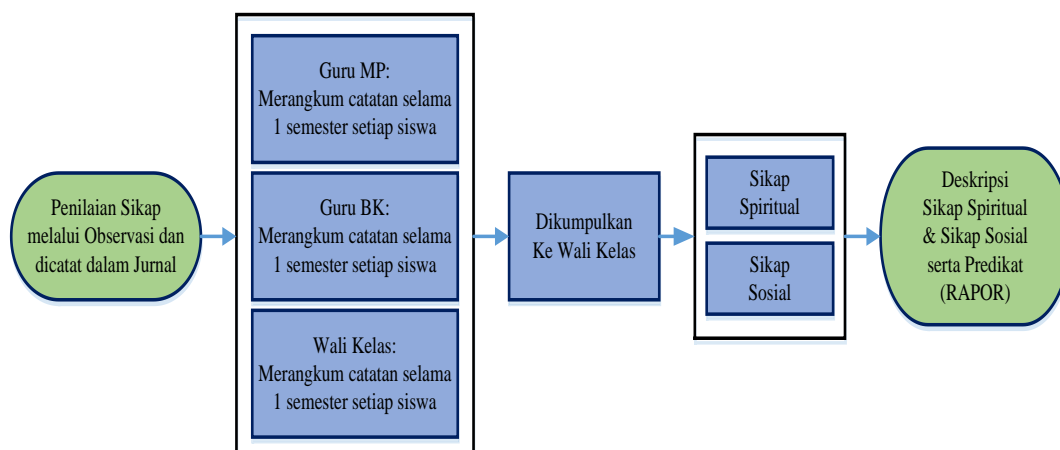 Penilaian Sikap
melalui Observasi dan
dicatat dalam Jurnal
Guru MP:
Merangkum catatan selama
1 semester setiap siswa
Guru BK:
Merangkum catatan selama
1 semester setiap siswa
Wali Kelas:
Merangkum catatan selama
1 semester setiap siswa
Dikumpulkan
Ke Wali Kelas
Sikap
Spiritual
Sikap
Sosial
Deskripsi
Sikap Spiritual
& Sikap Sosial
serta Predikat
(RAPOR)